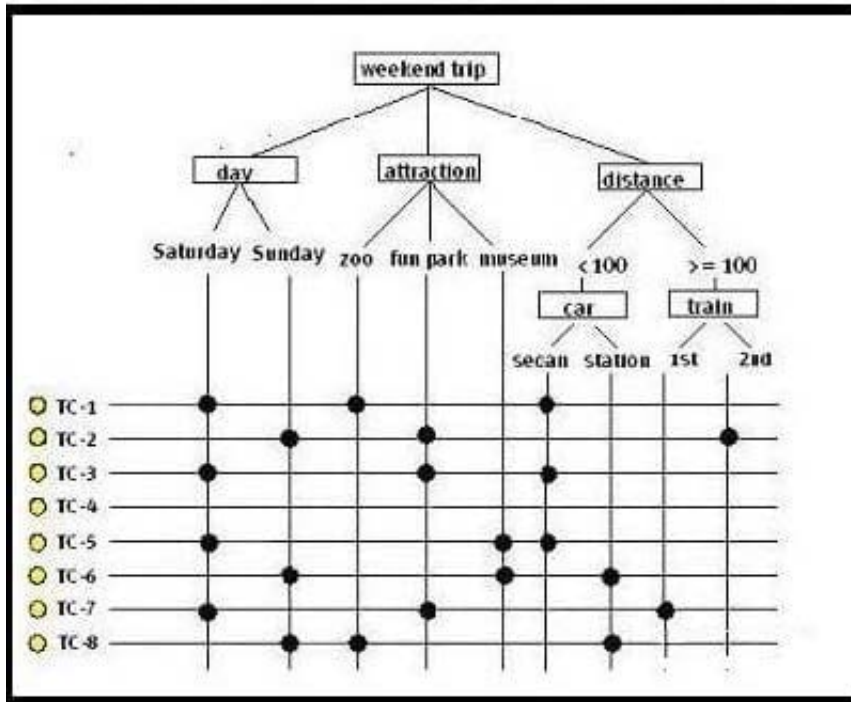 weekend trip
day attraction distance
Saturday Sunday zoo fun park museum < 100 >= 100
car train
secan station 1st 2nd
TC-1
TC-2
TC-3
TC-4
TC-5
TC-6
TC-7
TC-8